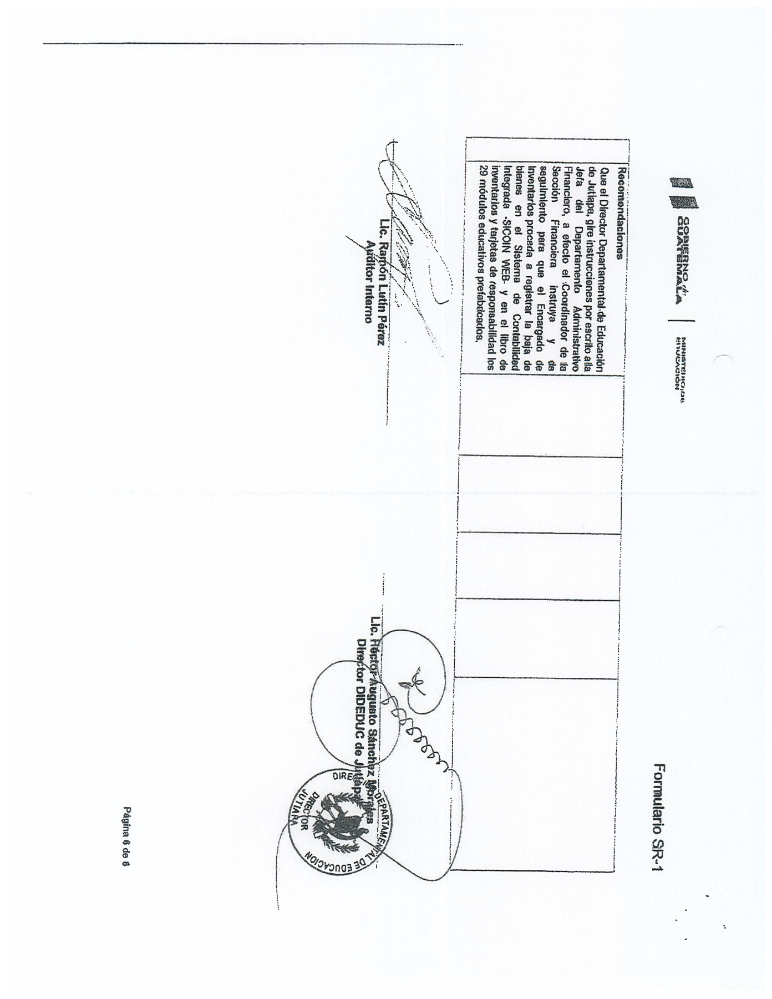 GOBIERNO de
GUATEMALA
MINISTERIO DE
EDUCACIÓN
Formulario SR-1
Recomendaciones
Que el Director Departamental de Educación
de Jutiapa, gire instrucciones por escrito a la
Jefa del Departamento Administrativo
Financiero, a efecto el Coordinador de la
Sección Financiera instruya y de
seguimiento para que el Encargado de
Inventarios proceda a registrar la baja de
bienes en el Sistema de Contabilidad
Integrada -SICOIN WEB- y en el libro de
inventarios y tarjetas de responsabilidad los
29 módulos educativos prefabricados.
Lic. Ramón Lutín Pérez
Auditor Interno
Lic. Héctor Augusto Sánchez Morales
Director DIDEDUC de Jutiapa
DIRECCIÓN DEPARTAMENTAL DE EDUCACION
DIRECTOR
JUTIAPA
Página 6 de 6